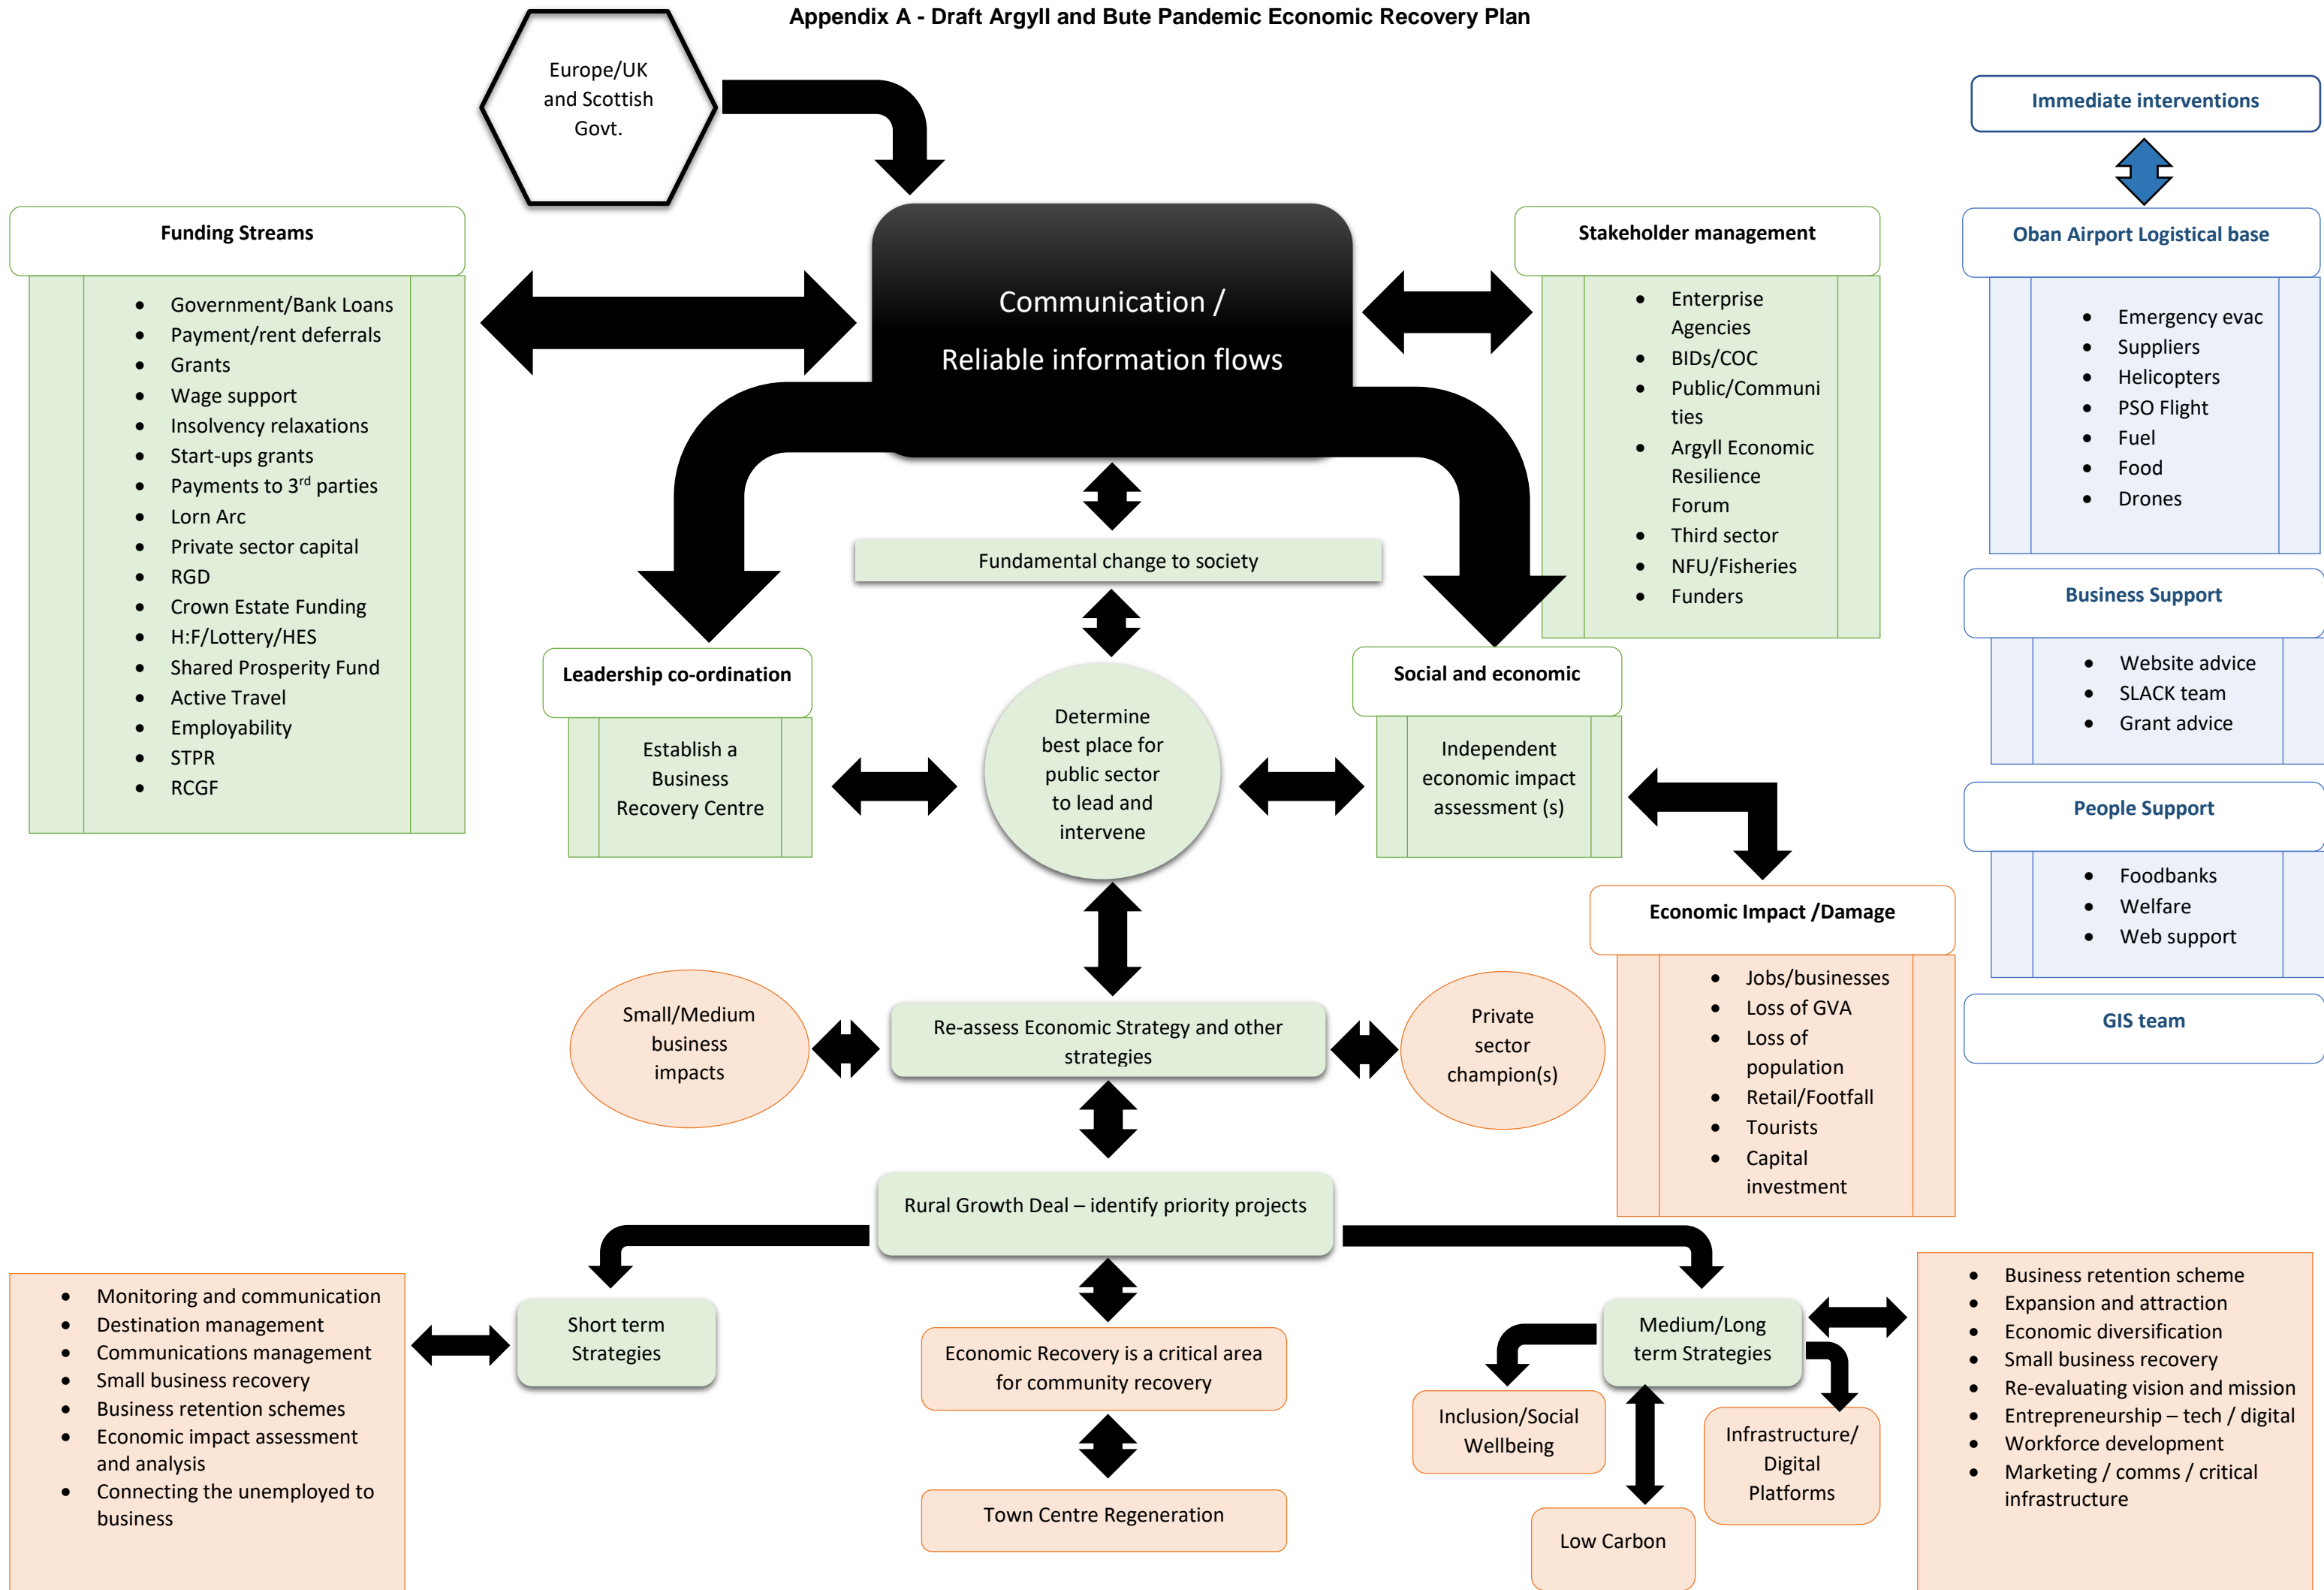 Appendix A - Draft Argyll and Bute Pandemic Economic Recovery Plan
Europe/UK
and Scottish
Govt.
Immediate interventions
Funding Streams
• Government/Bank Loans
• Payment/rent deferrals
• Grants
• Wage support
• Insolvency relaxations
• Start-ups grants
• Payments to 3rd parties
• Lorn Arc
• Private sector capital
• RGD
• Crown Estate Funding
• H:F/Lottery/HES
• Shared Prosperity Fund
• Active Travel
• Employability
• STPR
• RCGF
Communication /
Reliable information flows
Stakeholder management
• Enterprise
Agencies
• BIDs/COC
• Public/Communi
ties
• Argyll Economic
Resilience
Forum
• Third sector
• NFU/Fisheries
• Funders
Oban Airport Logistical base
• Emergency evac
• Suppliers
• Helicopters
• PSO Flight
• Fuel
• Food
• Drones
Business Support
• Website advice
• SLACK team
• Grant advice
People Support
• Foodbanks
• Welfare
• Web support
GIS team
Fundamental change to society
Leadership co-ordination
Establish a
Business
Recovery Centre
Determine
best place for
public sector
to lead and
intervene
Social and economic
Independent
economic impact
assessment (s)
Economic Impact /Damage
• Jobs/businesses
• Loss of GVA
• Loss of
population
• Retail/Footfall
• Tourists
• Capital
investment
Small/Medium
business
impacts
Re-assess Economic Strategy and other
strategies
Private
sector
champion(s)
Rural Growth Deal – identify priority projects
• Monitoring and communication
• Destination management
• Communications management
• Small business recovery
• Business retention schemes
• Economic impact assessment
and analysis
• Connecting the unemployed to
business
Short term
Strategies
Economic Recovery is a critical area
for community recovery
Town Centre Regeneration
Medium/Long
term Strategies
Inclusion/Social
Wellbeing
Low Carbon
Infrastructure/
Digital
Platforms
• Business retention scheme
• Expansion and attraction
• Economic diversification
• Small business recovery
• Re-evaluating vision and mission
• Entrepreneurship – tech / digital
• Workforce development
• Marketing / comms / critical
infrastructure